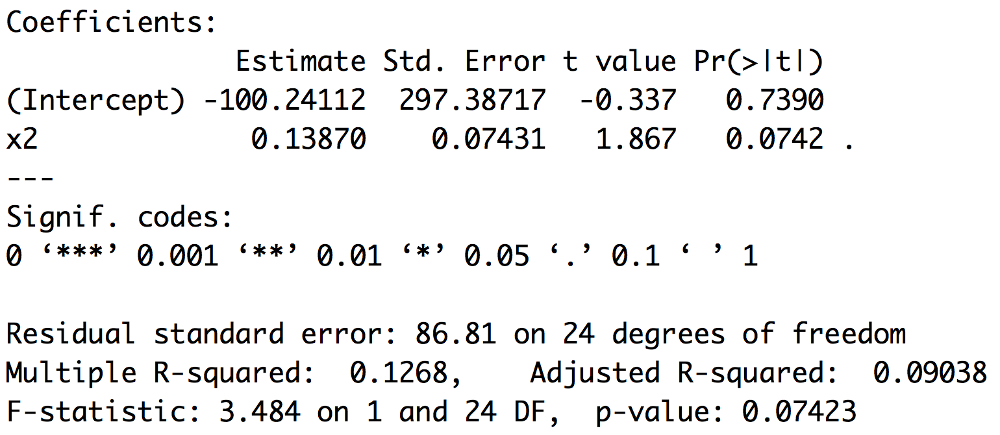 Coefficients:
Estimate Std. Error t value Pr(>|t|)
(Intercept) -100.24112 297.38717 -0.337 0.7390
x2 0.13870 0.07431 1.867 0.0742 .
---
Signif. codes:
0 ‘***’ 0.001 ‘**’ 0.01 ‘*’ 0.05 ‘.’ 0.1 ‘ ’ 1
Residual standard error: 86.81 on 24 degrees of freedom
Multiple R-squared: 0.1268, Adjusted R-squared: 0.09038
F-statistic: 3.484 on 1 and 24 DF, p-value: 0.07423